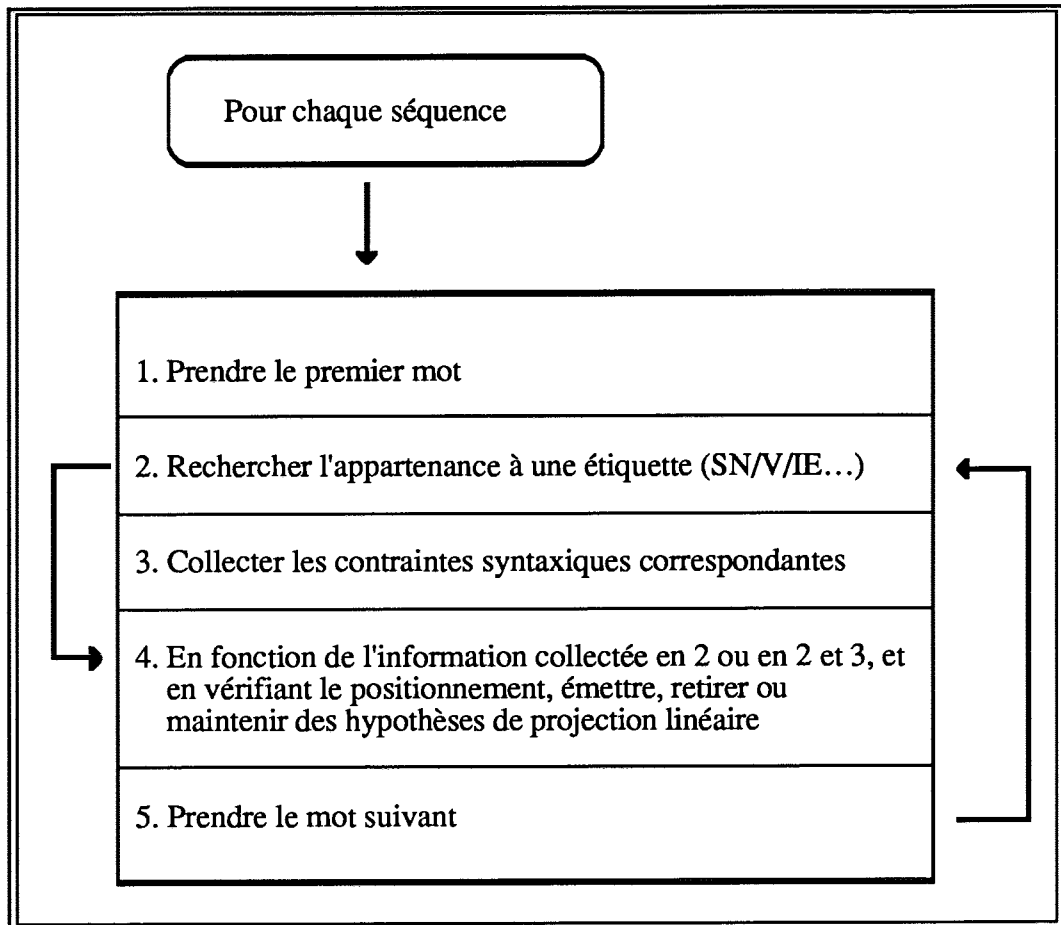 Pour chaque séquence
1. Prendre le premier mot
2. Rechercher l'appartenance à une étiquette (SN/V/IE…)
3. Collecter les contraintes syntaxiques correspondantes
4. En fonction de l'information collectée en 2 ou en 2 et 3, et
en vérifiant le positionnement, émettre, retirer ou
maintenir des hypothèses de projection linéaire
5. Prendre le mot suivant